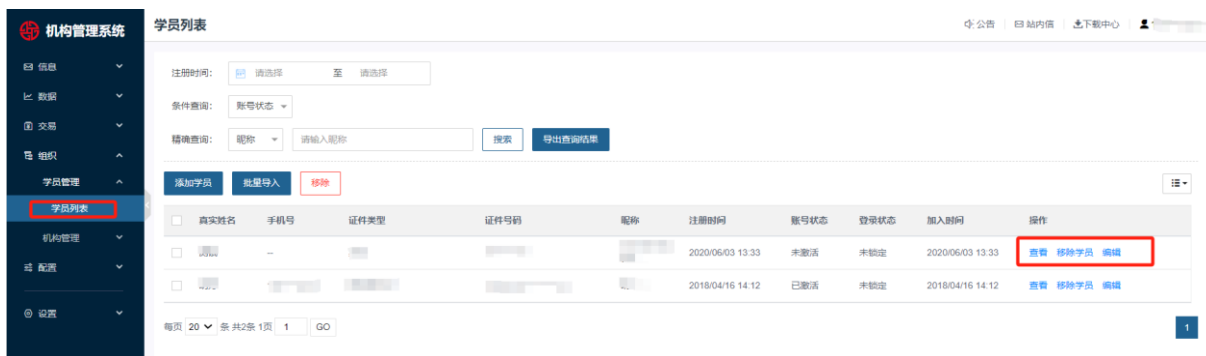 机构管理系统
学员列表
公告
站内信
下载中心
信息
数据
交易
组织
学员管理
学员列表
机构管理
配置
设置
注册时间: 请选择 至 请选择
条件查询: 账号状态
精确查询: 昵称 请输入昵称 搜索 导出查询结果
添加学员 批量导入 移除
真实姓名 手机号 证件类型 证件号码 昵称 注册时间 账号状态 登录状态 加入时间 操作
-- 2020/06/03 13:33 未激活 未锁定 2020/06/03 13:33 查看 移除学员 编辑
2018/04/16 14:12 已激活 未锁定 2018/04/16 14:12 查看 移除学员 编辑
每页 20 条 共2条 1页 1 GO
1